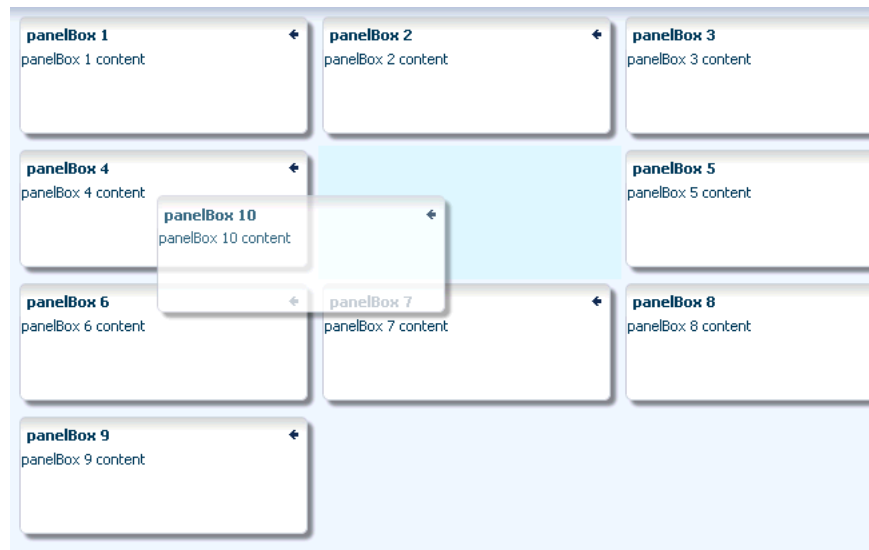 panelBox 1
panelBox 1 content
panelBox 2
panelBox 2 content
panelBox 3
panelBox 3 content
panelBox 4
panelBox 4 content
panelBox 10
panelBox 10 content
panelBox 5
panelBox 5 content
panelBox 6
panelBox 6 content
panelBox 7
panelBox 7 content
panelBox 8
panelBox 8 content
panelBox 9
panelBox 9 content